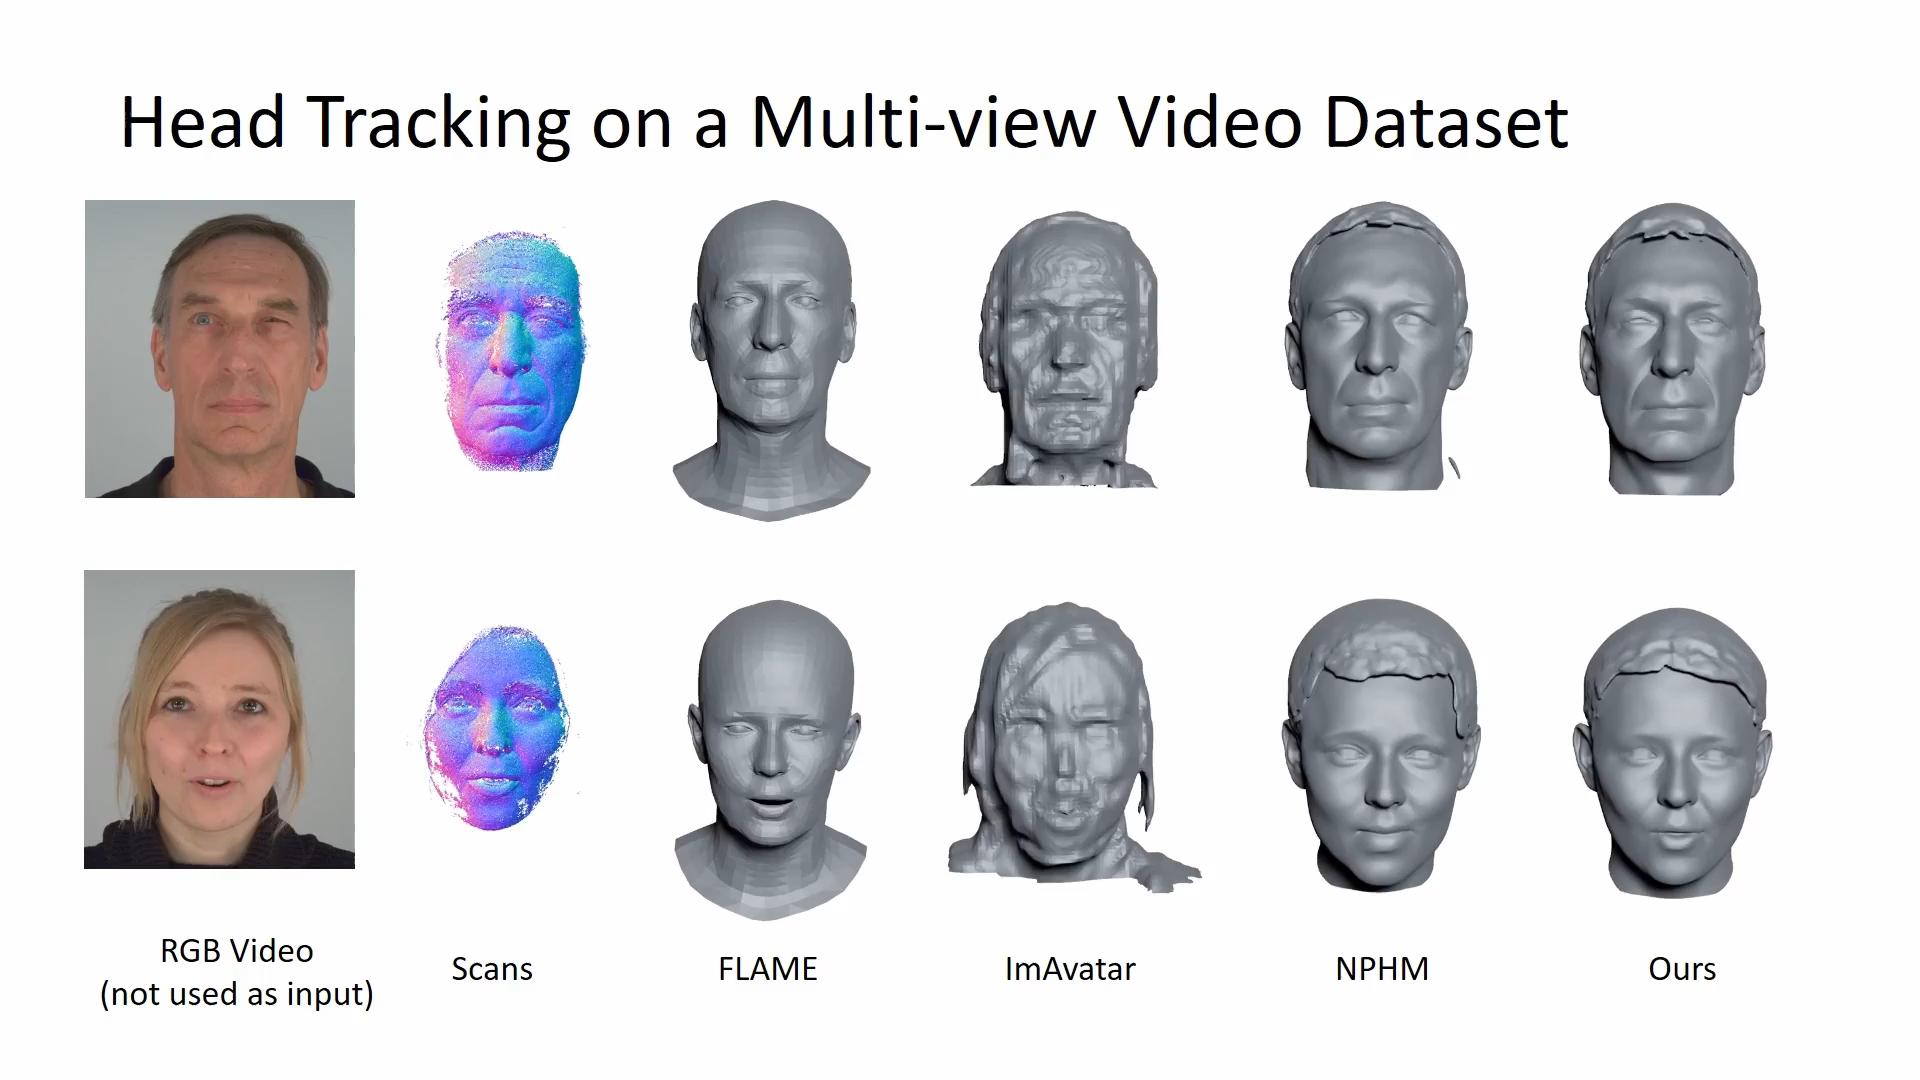 Head Tracking on a Multi-view Video Dataset
RGB Video
(not used as input)
Scans
FLAME
ImAvatar
NPHM
Ours